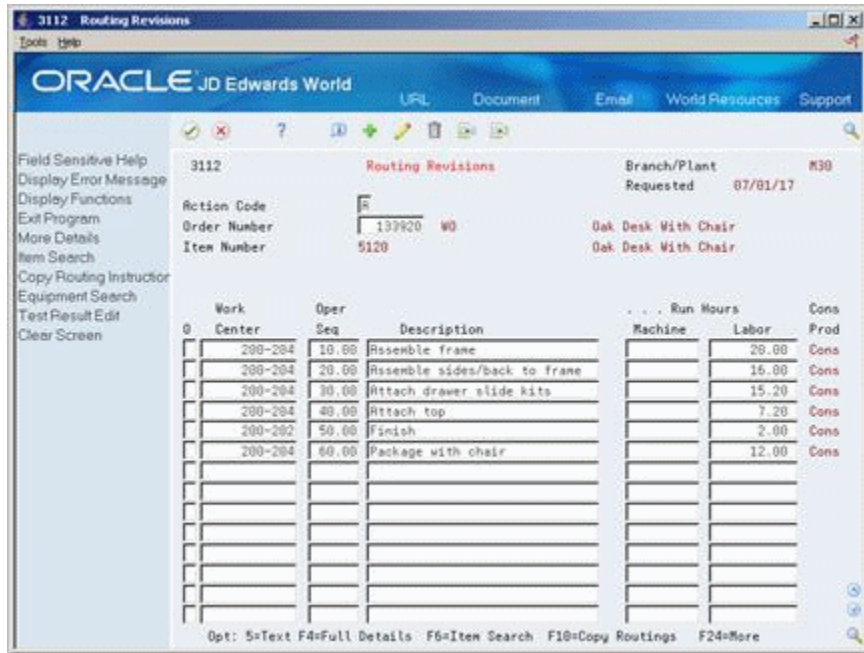 3112 Routing Revisions
Tools Help
ORACLE JD Edwards World
URL Document Email World Resources Support
?
Field Sensitive Help
Display Error Message
Display Functions
Exit Program
More Details
Item Search
Copy Routing Instruction
Equipment Search
Test Result Edit
Clear Screen
3112 Routing Revisions Branch/Plant M30
Requested 07/01/17
Action Code
Order Number 133920 WO Oak Desk With Chair
Item Number 5120 Oak Desk With Chair
Work Oper . . . Run Hours Cons
O Center Seq Description Machine Labor Prod
200-204 10.00 Assemble frame 20.00 Cons
200-204 20.00 Assemble sides/back to frame 16.00 Cons
200-204 30.00 Attach drawer slide kits 15.20 Cons
200-204 40.00 Attach top 7.20 Cons
200-202 50.00 Finish 2.00 Cons
200-204 60.00 Package with chair 12.00 Cons
Opt: 5=Text F4=Full Details F6=Item Search F10=Copy Routings F24=More